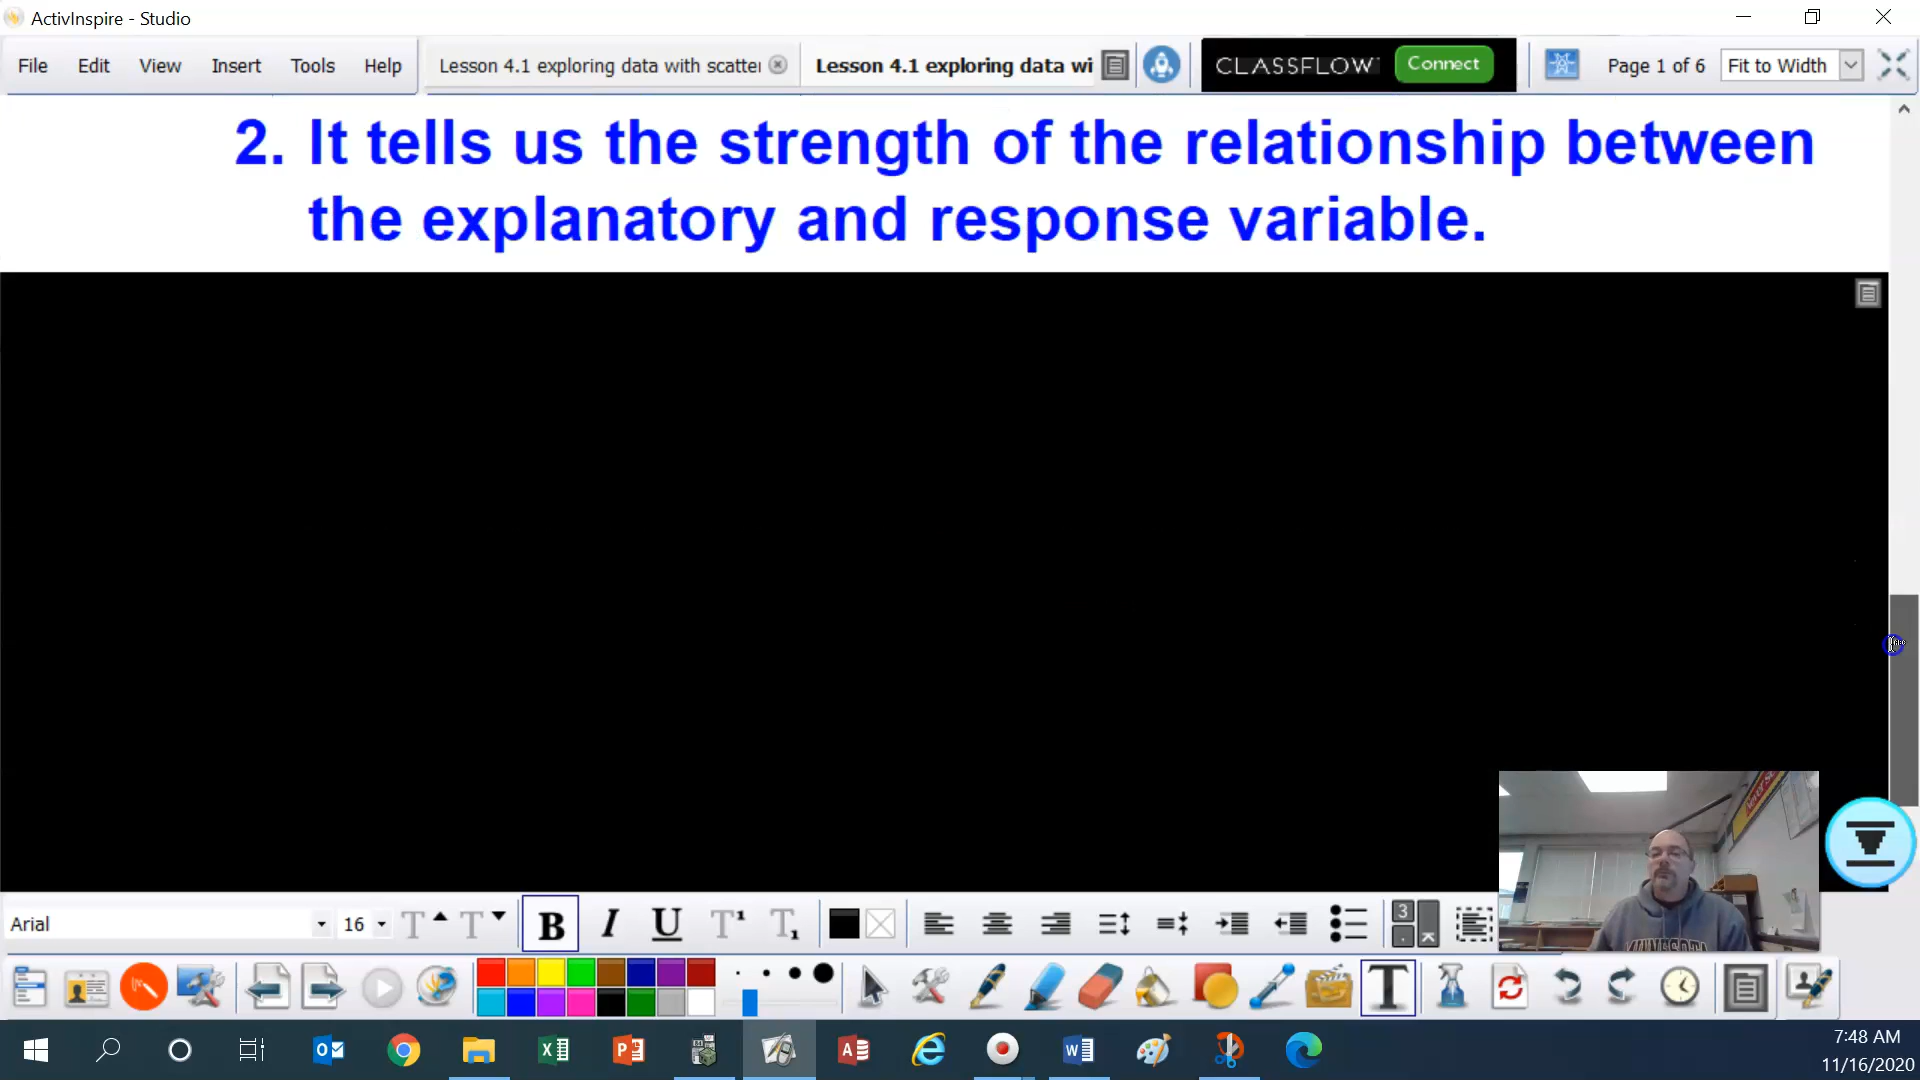 ActivInspire - Studio
File Edit View Insert Tools Help
Lesson 4.1 exploring data with scatter
Lesson 4.1 exploring data wi
CLASSFLOW Connect
Page 1 of 6 Fit to Width
2. It tells us the strength of the relationship between
the explanatory and response variable.
Arial 16
MINNESOTA
7:48 AM
11/16/2020